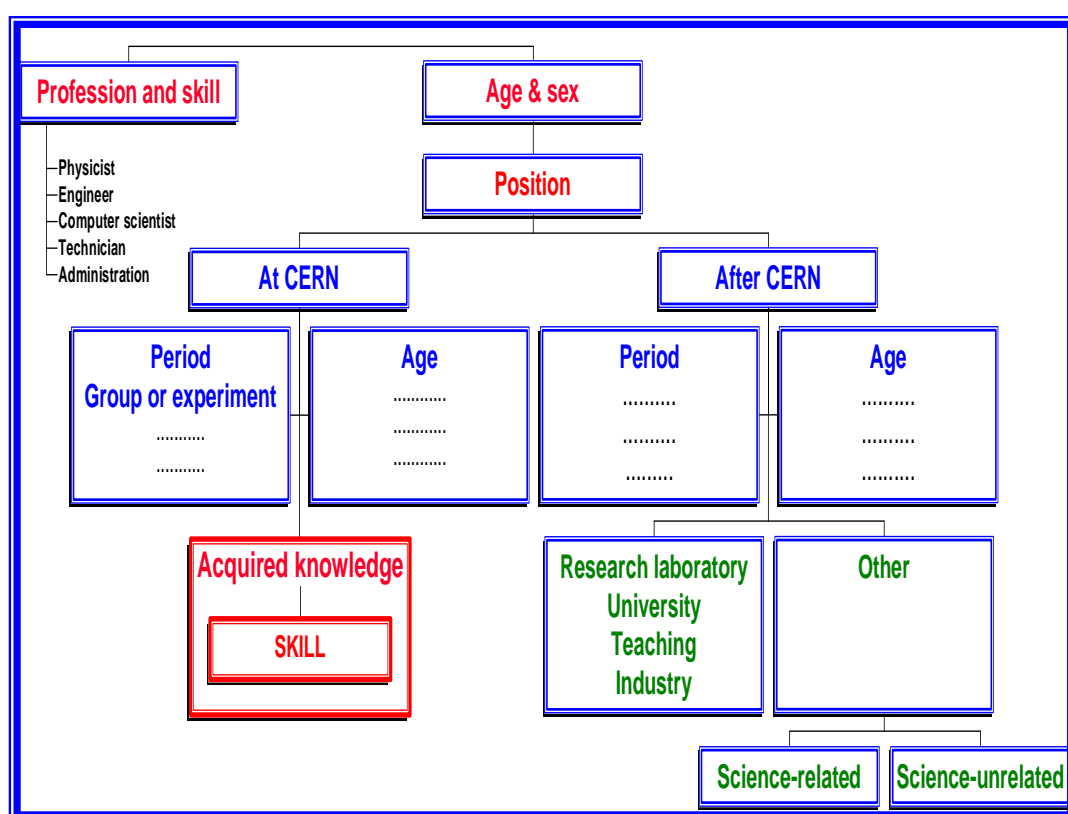 Profession and skill
Age & sex
Physicist
Engineer
Computer scientist
Technician
Administration
Position
At CERN
After CERN
Period
Group or experiment
...........
...........
Age
............
............
............
Period
..........
..........
.........
Age
..........
..........
..........
Acquired knowledge
SKILL
Research laboratory
University
Teaching
Industry
Other
Science-related
Science-unrelated